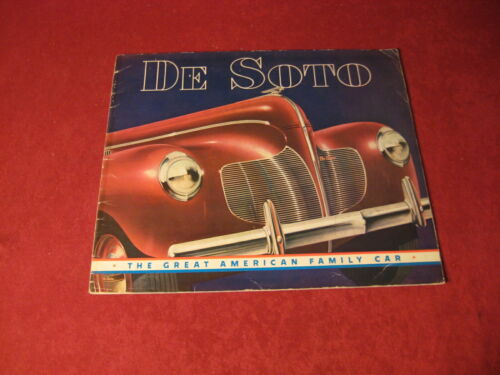 DE SOTO
THE GREAT AMERICAN FAMILY CAR